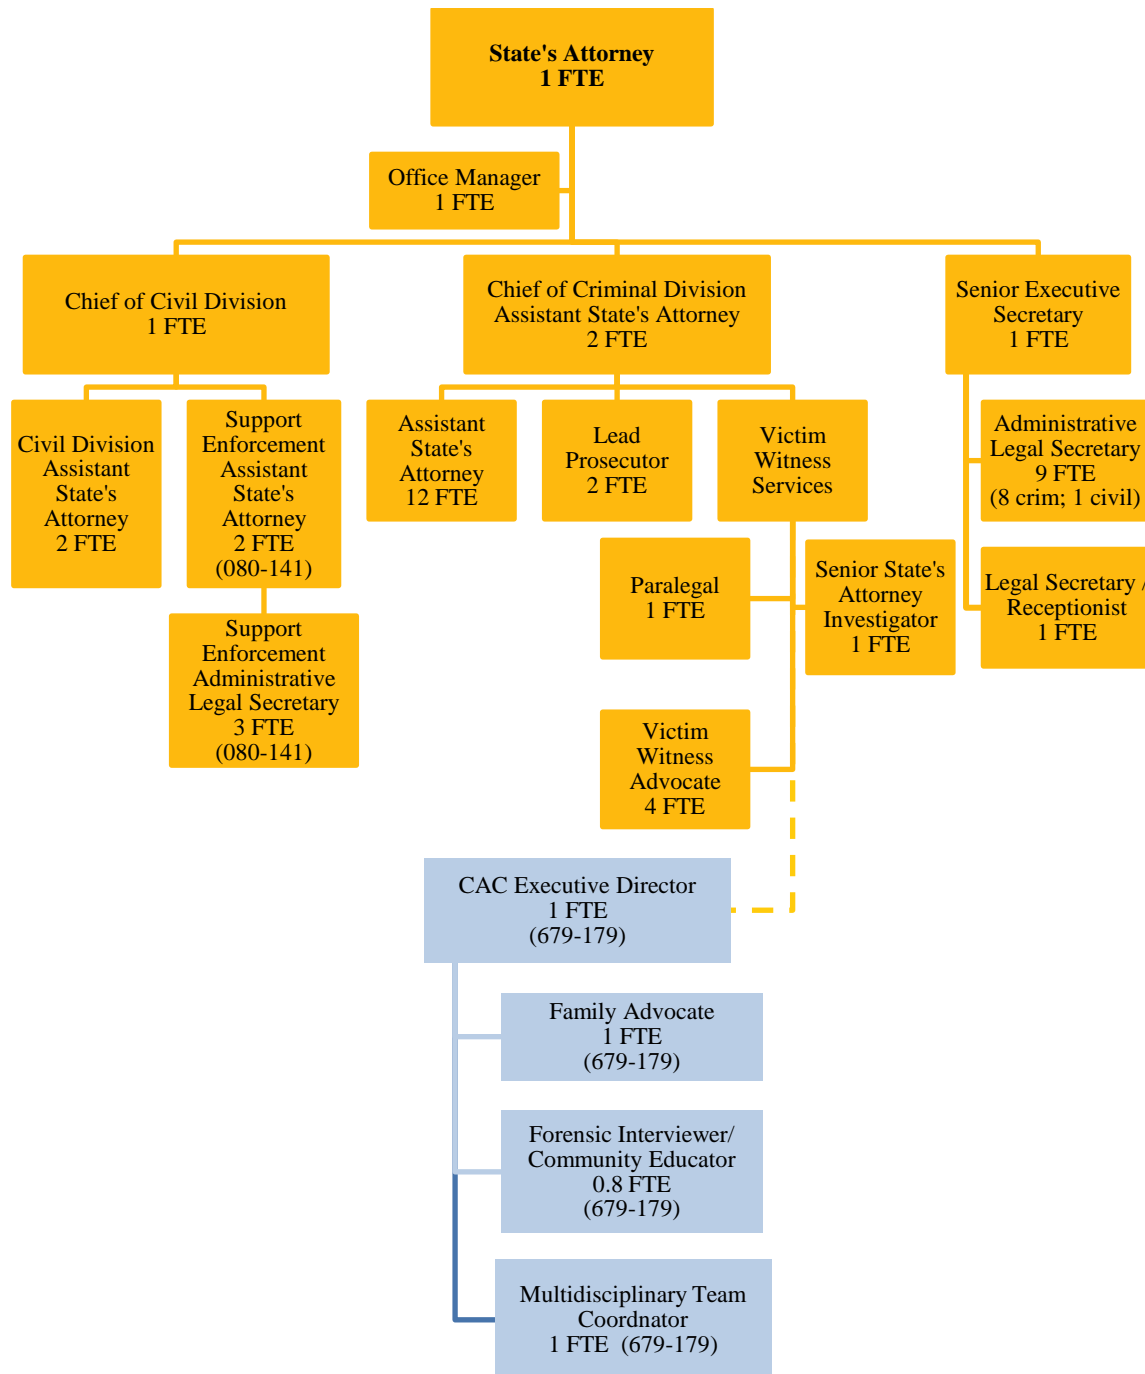 State's Attorney
1 FTE
Office Manager
1 FTE
Chief of Civil Division
1 FTE
Chief of Criminal Division
Assistant State's Attorney
2 FTE
Senior Executive
Secretary
1 FTE
Civil Division
Assistant
State's
Attorney
2 FTE
Support
Enforcement
Assistant
State's
Attorney
2 FTE
(080-141)
Assistant
State's
Attorney
12 FTE
Lead
Prosecutor
2 FTE
Victim
Witness
Services
Administrative
Legal Secretary
9 FTE
(8 crim; 1 civil)
Support
Enforcement
Administrative
Legal Secretary
3 FTE
(080-141)
Paralegal
1 FTE
Senior State's
Attorney
Investigator
1 FTE
Legal Secretary /
Receptionist
1 FTE
Victim
Witness
Advocate
4 FTE
CAC Executive Director
1 FTE
(679-179)
Family Advocate
1 FTE
(679-179)
Forensic Interviewer/
Community Educator
0.8 FTE
(679-179)
Multidisciplinary Team
Coordnator
1 FTE  (679-179)